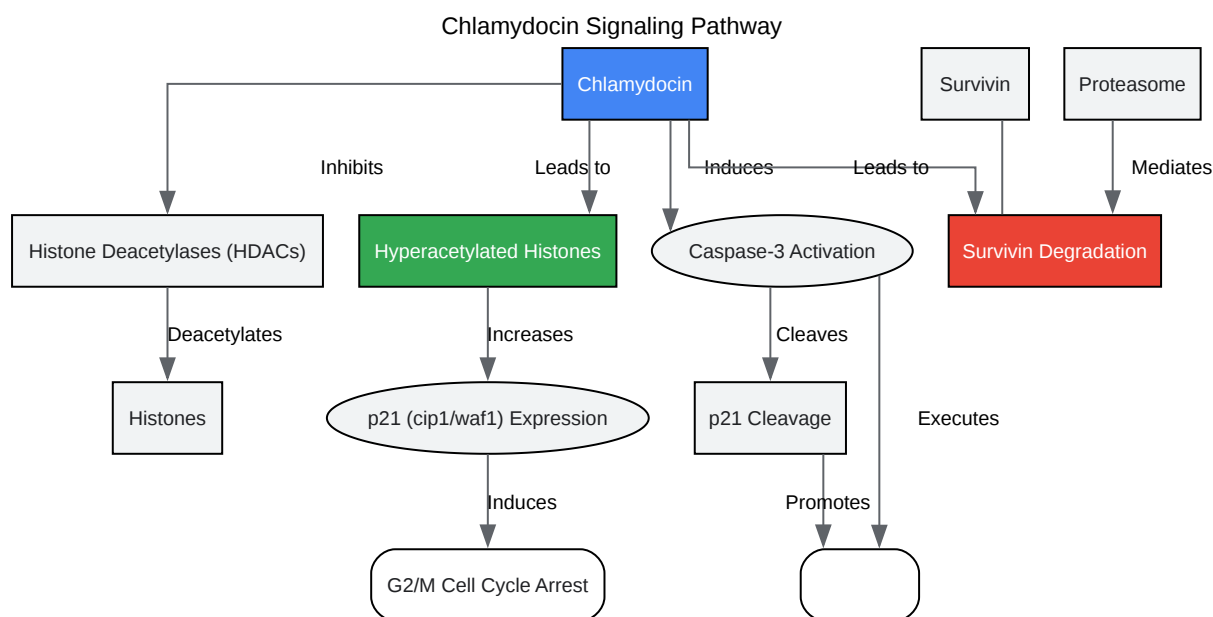 Chlamydocin Signaling Pathway
Chlamydocin
Survivin
Proteasome
Inhibits
Leads to
Induces
Leads to
Mediates
Histone Deacetylases (HDACs)
Hyperacetylated Histones
Caspase-3 Activation
Survivin Degradation
Deacetylates
Increases
Cleaves
Histones
p21 (cip1/waf1) Expression
p21 Cleavage
Executes
Induces
Promotes
G2/M Cell Cycle Arrest